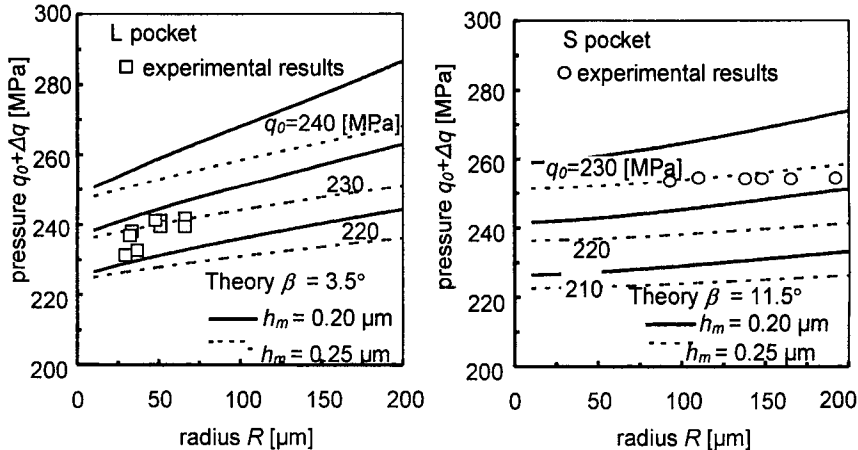 300
280
260
240
220
200
pressure q₀+Δq [MPa]
L pocket
experimental results
q₀=240 [MPa]
230
220
Theory β = 3.5°
hₘ = 0.20 µm
hₘ = 0.25 µm
0
50
100
150
200
radius R [µm]
300
280
260
240
220
200
pressure q₀+Δq [MPa]
S pocket
experimental results
q₀=230 [MPa]
220
210
Theory β = 11.5°
hₘ = 0.20 µm
hₘ = 0.25 µm
0
50
100
150
200
radius R [µm]